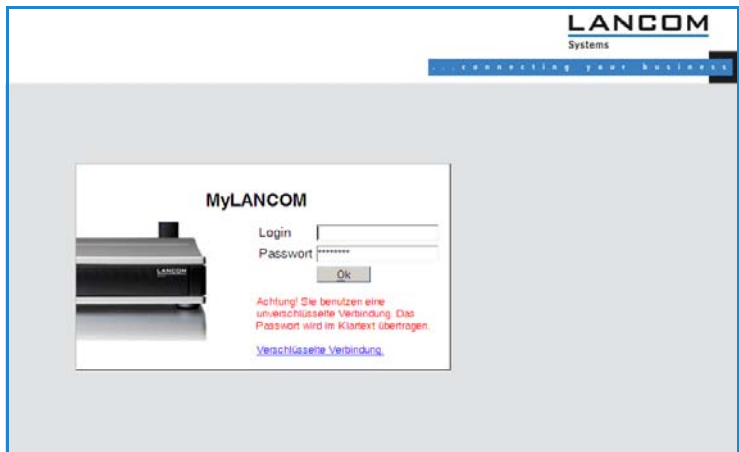 LANCOM
Systems
...connecting your business
MyLANCOM
Login
Passwort ********
Ok
LANCOM
Achtung! Sie benutzen eine
unverschlüsselte Verbindung. Das
Passwort wird im Klartext übertragen.
Verschlüsselte Verbindung.